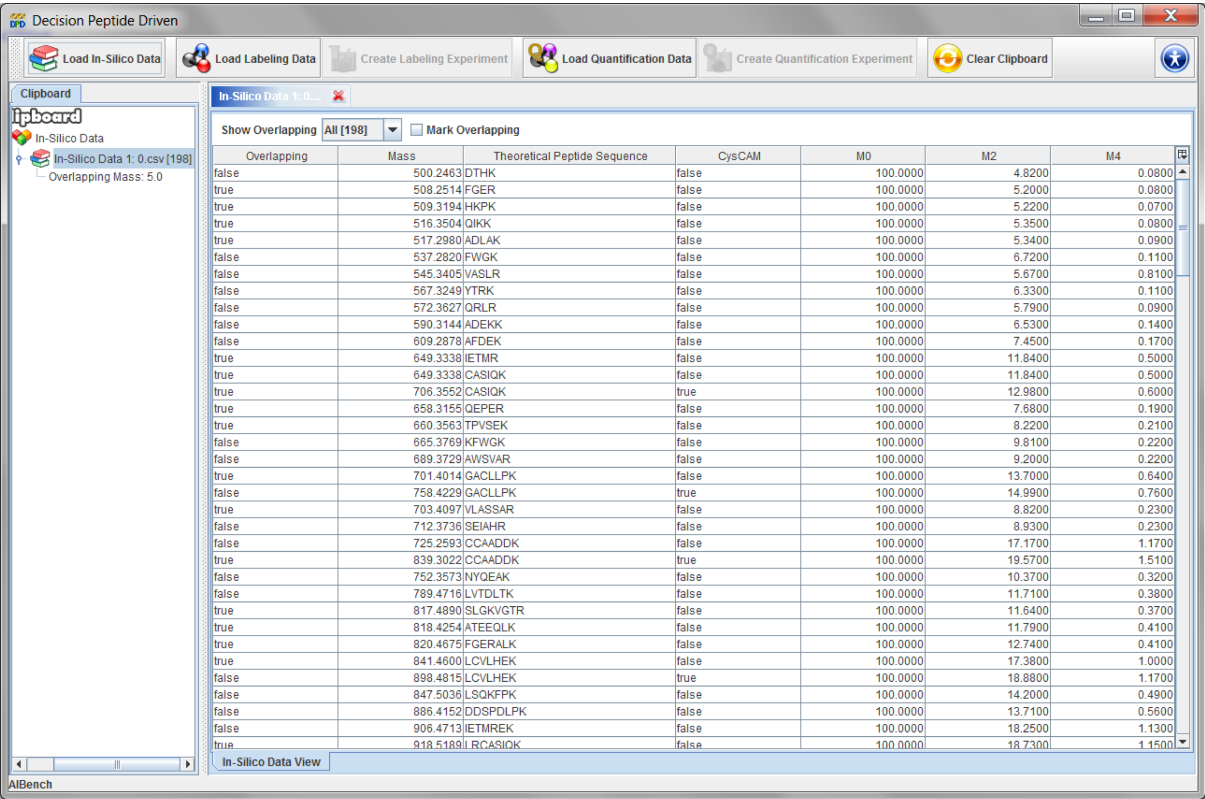 DPD Decision Peptide Driven
Load In-Silico Data Load Labeling Data Create Labeling Experiment Load Quantification Data Create Quantification Experiment Clear Clipboard
Clipboard In-Silico Data 1: 0....
lipboard
In-Silico Data
In-Silico Data 1: 0.csv [198]
Overlapping Mass: 5.0
Show Overlapping All [198] Mark Overlapping
Overlapping Mass Theoretical Peptide Sequence CysCAM M0 M2 M4
false 500.2463 DTHK false 100.0000 4.8200 0.0800
true 508.2514 FGER false 100.0000 5.2000 0.0800
true 509.3194 HKPK false 100.0000 5.2200 0.0700
true 516.3504 QIKK false 100.0000 5.3500 0.0800
true 517.2980 ADLAK false 100.0000 5.3400 0.0900
false 537.2820 FWGK false 100.0000 6.7200 0.1100
false 545.3405 VASLR false 100.0000 5.6700 0.8100
false 567.3249 YTRK false 100.0000 6.3300 0.1100
false 572.3627 QRLR false 100.0000 5.7900 0.0900
false 590.3144 ADEKK false 100.0000 6.5300 0.1400
false 609.2878 AFDEK false 100.0000 7.4500 0.1700
true 649.3338 IETMR false 100.0000 11.8400 0.5000
true 649.3338 CASIQK false 100.0000 11.8400 0.5000
true 706.3552 CASIQK true 100.0000 12.9800 0.6000
true 658.3155 QEPER false 100.0000 7.6800 0.1900
true 660.3563 TPVSEK false 100.0000 8.2200 0.2100
false 665.3769 KFWGK false 100.0000 9.8100 0.2200
false 689.3729 AWSVAR false 100.0000 9.2000 0.2200
true 701.4014 GACLLPK false 100.0000 13.7000 0.6400
false 758.4229 GACLLPK true 100.0000 14.9900 0.7600
true 703.4097 VLASSAR false 100.0000 8.8200 0.2300
false 712.3736 SEIAHR false 100.0000 8.9300 0.2300
false 725.2593 CCAADDK false 100.0000 17.1700 1.1700
true 839.3022 CCAADDK true 100.0000 19.5700 1.5100
false 752.3573 NYQEAK false 100.0000 10.3700 0.3200
false 789.4716 LVTDLTK false 100.0000 11.7100 0.3800
true 817.4890 SLGKVGTR false 100.0000 11.6400 0.3700
true 818.4254 ATEEQLK false 100.0000 11.7900 0.4100
true 820.4675 FGERALK false 100.0000 12.7400 0.4100
true 841.4600 LCVLHEK false 100.0000 17.3800 1.0000
false 898.4815 LCVLHEK true 100.0000 18.8800 1.1700
false 847.5036 LSQKFPK false 100.0000 14.2000 0.4900
false 886.4152 DDSPDLPK false 100.0000 13.7100 0.5600
false 906.4713 IETMREK false 100.0000 18.2500 1.1300
true 918.5189 LRCASIQK false 100.0000 18.7300 1.1500
In-Silico Data View
AIBench